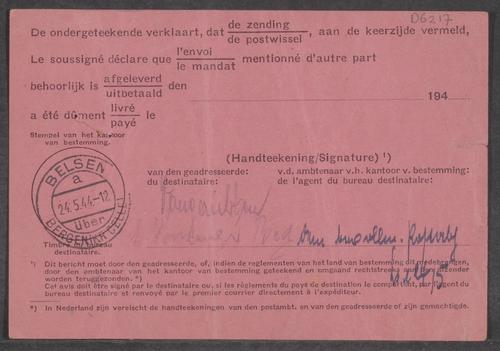 D6217
De ondergeteekende verklaart, dat de zending / de postwissel, aan de keerzijde vermeld,
Le soussigné déclare que l'envoi / le mandat mentionné d'autre part
behoorlijk is afgeleverd / uitbetaald den
194
a été dûment livré / payé le
Stempel van het kantoor
van bestemming.
(Handteekening/Signature) ¹)
van den geadresseerde:
du destinataire:
v.d. ambtenaar v.h. kantoor v. bestemming:
de l'agent du bureau destinataire:
BELSEN
a
24.5.44.-12
über
BERGEN (KR CELLE)
Timbre du bureau
destinataire.
¹) Dit bericht moet door den geadresseerde, of, indien de reglementen van het land van bestemming dit medebrengen,
door den ambtenaar van het kantoor van bestemming geteekend en omgaand rechtstreeks aan den afzender
worden teruggezonden. ²)
Cet avis doit être signé par le destinataire ou, si les règlements du pays de destination le comportent, par l'agent du
bureau destinataire et renvoyé par le premier courrier directement à l'expéditeur.
²) In Nederland zijn vereischt de handteekeningen van den postambt. en van den geadresseerde of zijn gemachtigde.